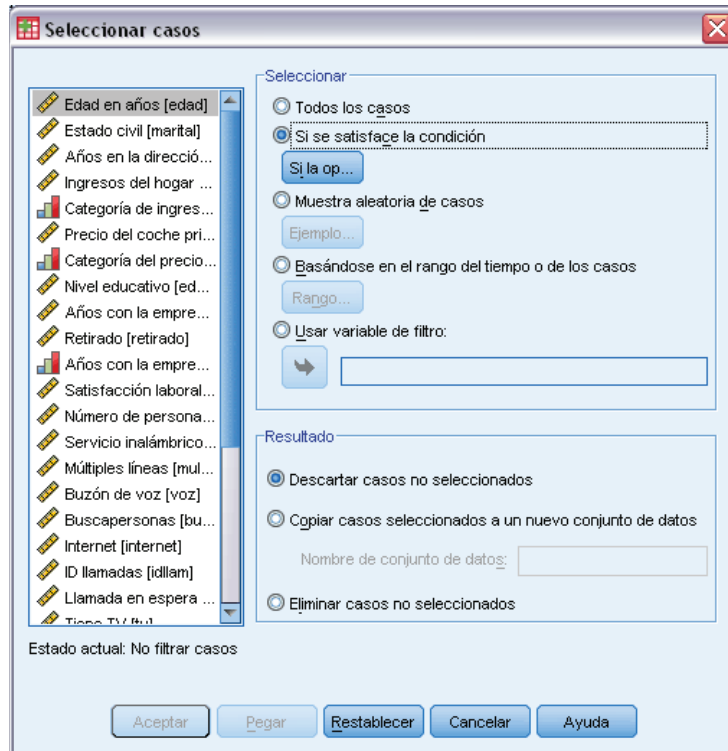 Seleccionar casos
Edad en años [edad]
Estado civil [marital]
Años en la direcció...
Ingresos del hogar ...
Categoría de ingres...
Precio del coche pri...
Categoría del precio...
Nivel educativo [ed...
Años con la empre...
Retirado [retirado]
Años con la empre...
Satisfacción laboral...
Número de persona...
Servicio inalámbrico...
Múltiples líneas [mul...
Buzón de voz [voz]
Buscapersonas [bu...
Internet [internet]
ID llamadas [idllam]
Llamada en espera ...
Tiene TV [tv]
Seleccionar
Todos los casos
Si se satisface la condición
Si la op...
Muestra aleatoria de casos
Ejemplo...
Basándose en el rango del tiempo o de los casos
Rango...
Usar variable de filtro:
Resultado
Descartar casos no seleccionados
Copiar casos seleccionados a un nuevo conjunto de datos
Nombre de conjunto de datos:
Eliminar casos no seleccionados
Estado actual: No filtrar casos
Aceptar
Pegar
Restablecer
Cancelar
Ayuda